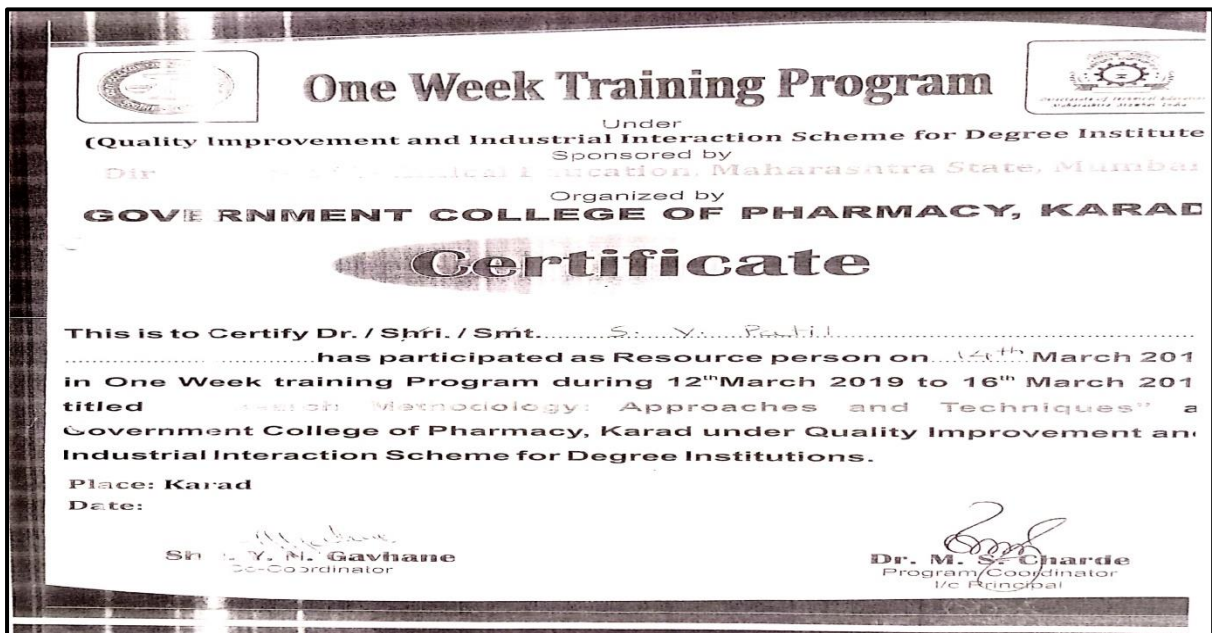 One Week Training Program
Under
(Quality Improvement and Industrial Interaction Scheme for Degree Institute
Sponsored by
Education, Maharasatra State, Mumbai
Organized by
GOVERNMENT COLLEGE OF PHARMACY, KARAD
Certificate
This is to Certify Dr. / Shri. / Smt. S. V. Patil
has participated as Resource person on 14th March 201
in One Week training Program during 12th March 2019 to 16th March 201
titled Methodology: Approaches and Techniques" a
Government College of Pharmacy, Karad under Quality Improvement and
Industrial Interaction Scheme for Degree Institutions.
Place: Karad
Date:
Y. N. Gavhane
Co-Coordinator
Dr. M. S. Charde
Program Coordinator
I/c Principal